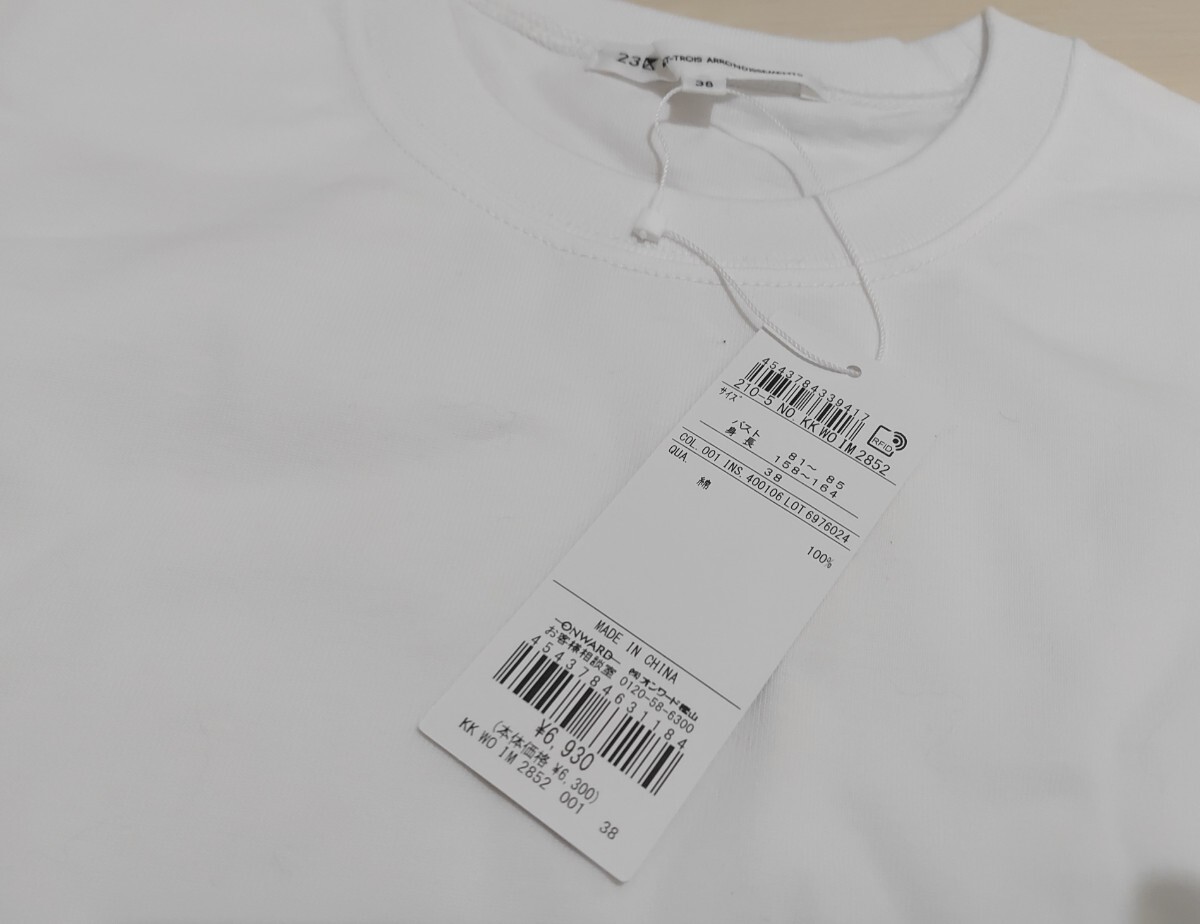 23区
T-TROIS ARRONDISSEMENTS
38
4543784339417
210-5 NO KK WO IM 2852
RFID
サイズ
バスト 81～ 85
身長 158～164
38
COL. 001 INS. 400106 LOT 6976024
QUA.
綿 100%
MADE IN CHINA
ONWARD ㈱オンワード樫山
お客様相談室 0120-58-6300
4543784631184
¥6,930
(本体価格 ¥6,300)
KK WO IM 2852 001 38